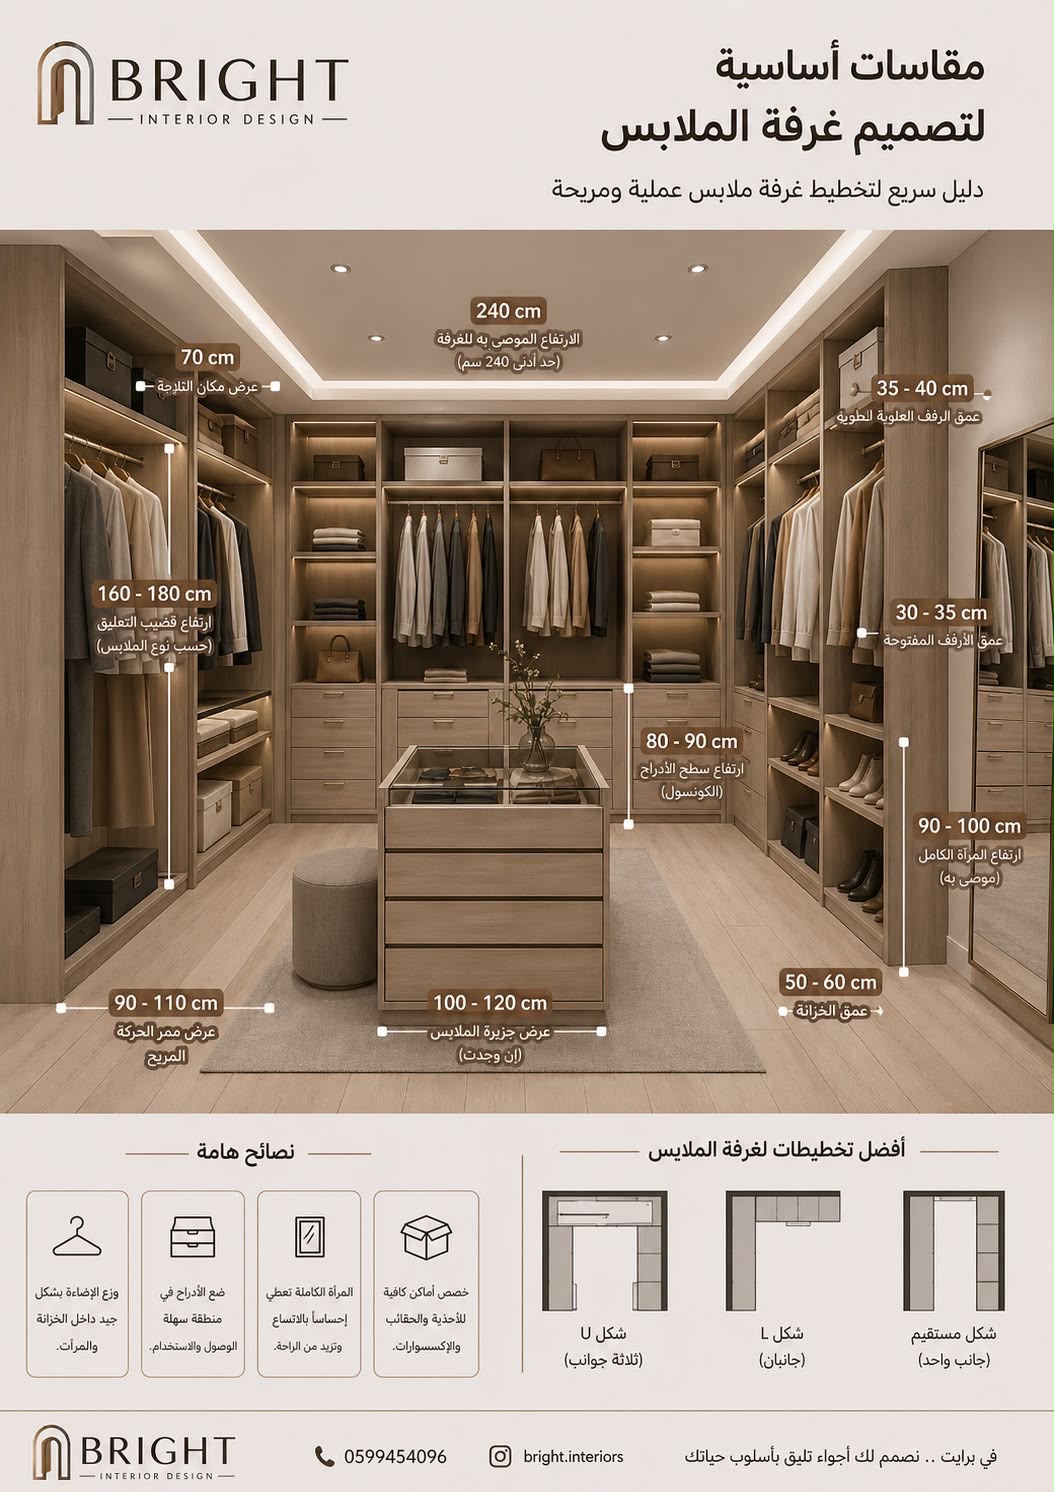 BRIGHT
INTERIOR DESIGN
مقاسات أساسية
لتصميم غرفة الملابس
دليل سريع لتخطيط غرفة ملابس عملية ومريحة
240 cm
الارتفاع الموصى به للغرفة
(حد أدنى 240 سم)
70 cm
عرض مكان الثلاجة
35 - 40 cm
عمق الرفف العلوية للطوية
160 - 180 cm
ارتفاع قضيب التعليق
(حسب نوع الملابس)
30 - 35 cm
عمق الأرفف المفتوحة
80 - 90 cm
ارتفاع سطح الأدراج
(الكونسول)
90 - 100 cm
ارتفاع المرآة الكامل
(موصى به)
50 - 60 cm
عمق الخزانة
90 - 110 cm
عرض ممر الحركة
المريح
100 - 120 cm
عرض جزيرة الملابس
(إن وجدت)
أفضل تخطيطات لغرفة الملابس
شكل مستقيم
(جانب واحد)
شكل L
(جانبان)
شكل U
(ثلاثة جوانب)
نصائح هامة
خصص أماكن كافية
للأحذية والحقائب
والإكسسوارات.
المرآة الكاملة تعطي
إحساساً بالاتساع
وتزيد من الراحة.
ضع الأدراج في
منطقة سهلة
الوصول والاستخدام.
وزع الإضاءة بشكل
جيد داخل الخزانة
والمرآت.
BRIGHT
INTERIOR DESIGN
0599454096
bright.interiors
في برايت .. نصمم لك أجواء تليق بأسلوب حياتك